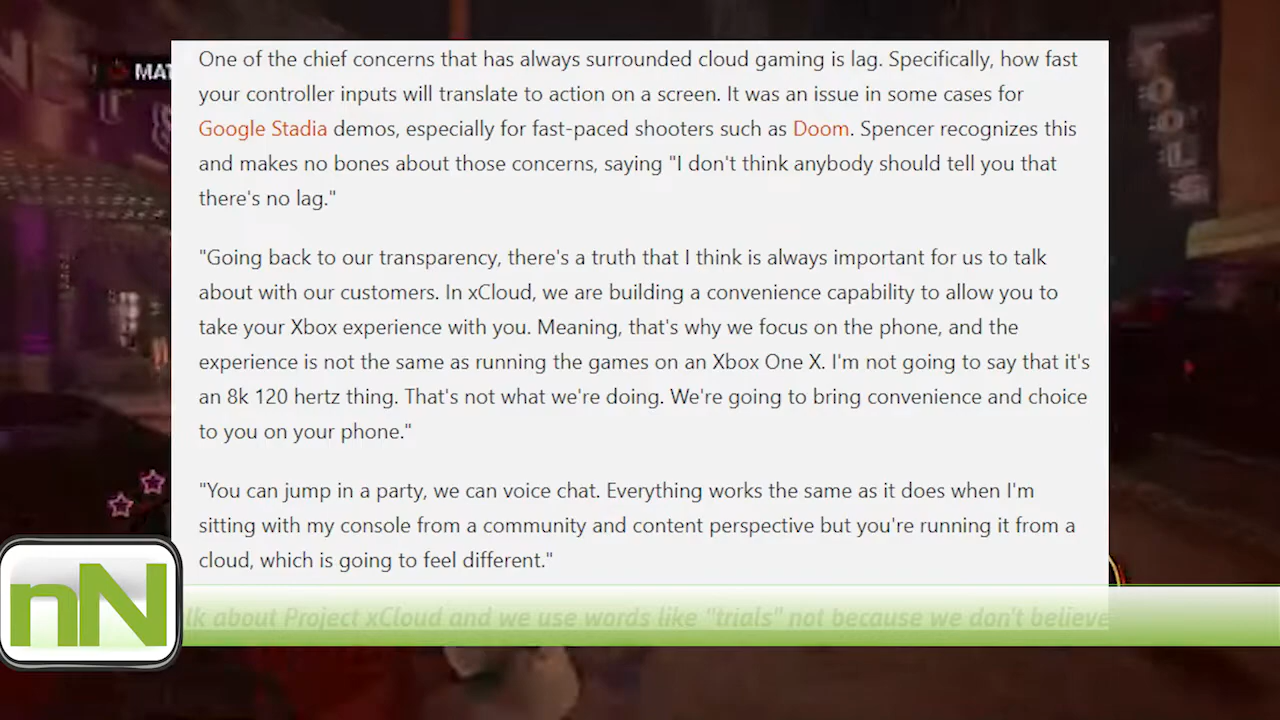 MAT
One of the chief concerns that has always surrounded cloud gaming is lag. Specifically, how fast
your controller inputs will translate to action on a screen. It was an issue in some cases for
Google Stadia demos, especially for fast-paced shooters such as Doom. Spencer recognizes this
and makes no bones about those concerns, saying "I don't think anybody should tell you that
there's no lag."
"Going back to our transparency, there's a truth that I think is always important for us to talk
about with our customers. In xCloud, we are building a convenience capability to allow you to
take your Xbox experience with you. Meaning, that's why we focus on the phone, and the
experience is not the same as running the games on an Xbox One X. I'm not going to say that it's
an 8k 120 hertz thing. That's not what we're doing. We're going to bring convenience and choice
to you on your phone."
"You can jump in a party, we can voice chat. Everything works the same as it does when I'm
sitting with my console from a community and content perspective but you're running it from a
cloud, which is going to feel different."
lk about Project xCloud and we use words like "trials" not because we don't believe
nN